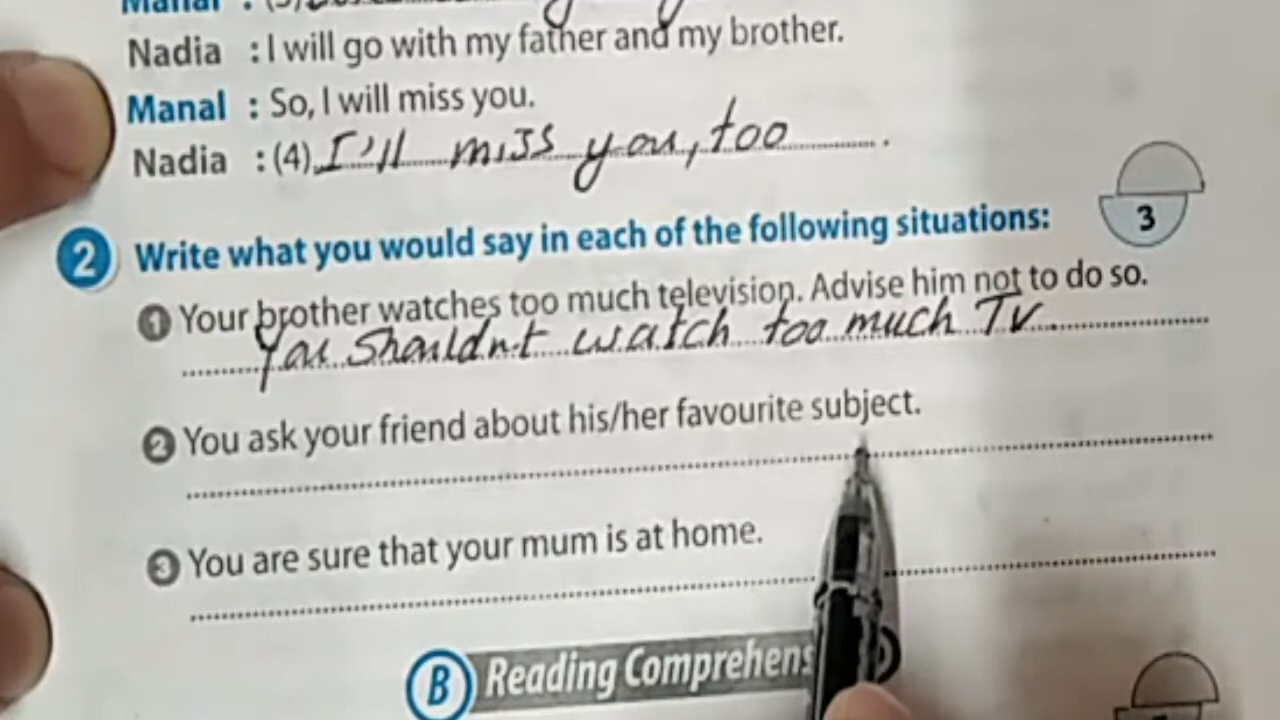 Manal : (3)
Nadia : I will go with my father and my brother.
Manal : So, I will miss you.
Nadia : (4) I'll miss you, too .
3
2 Write what you would say in each of the following situations:
1 Your brother watches too much television. Advise him not to do so.
You Shouldn't watch too much TV.
2 You ask your friend about his/her favourite subject.
3 You are sure that your mum is at home.
B Reading Comprehens